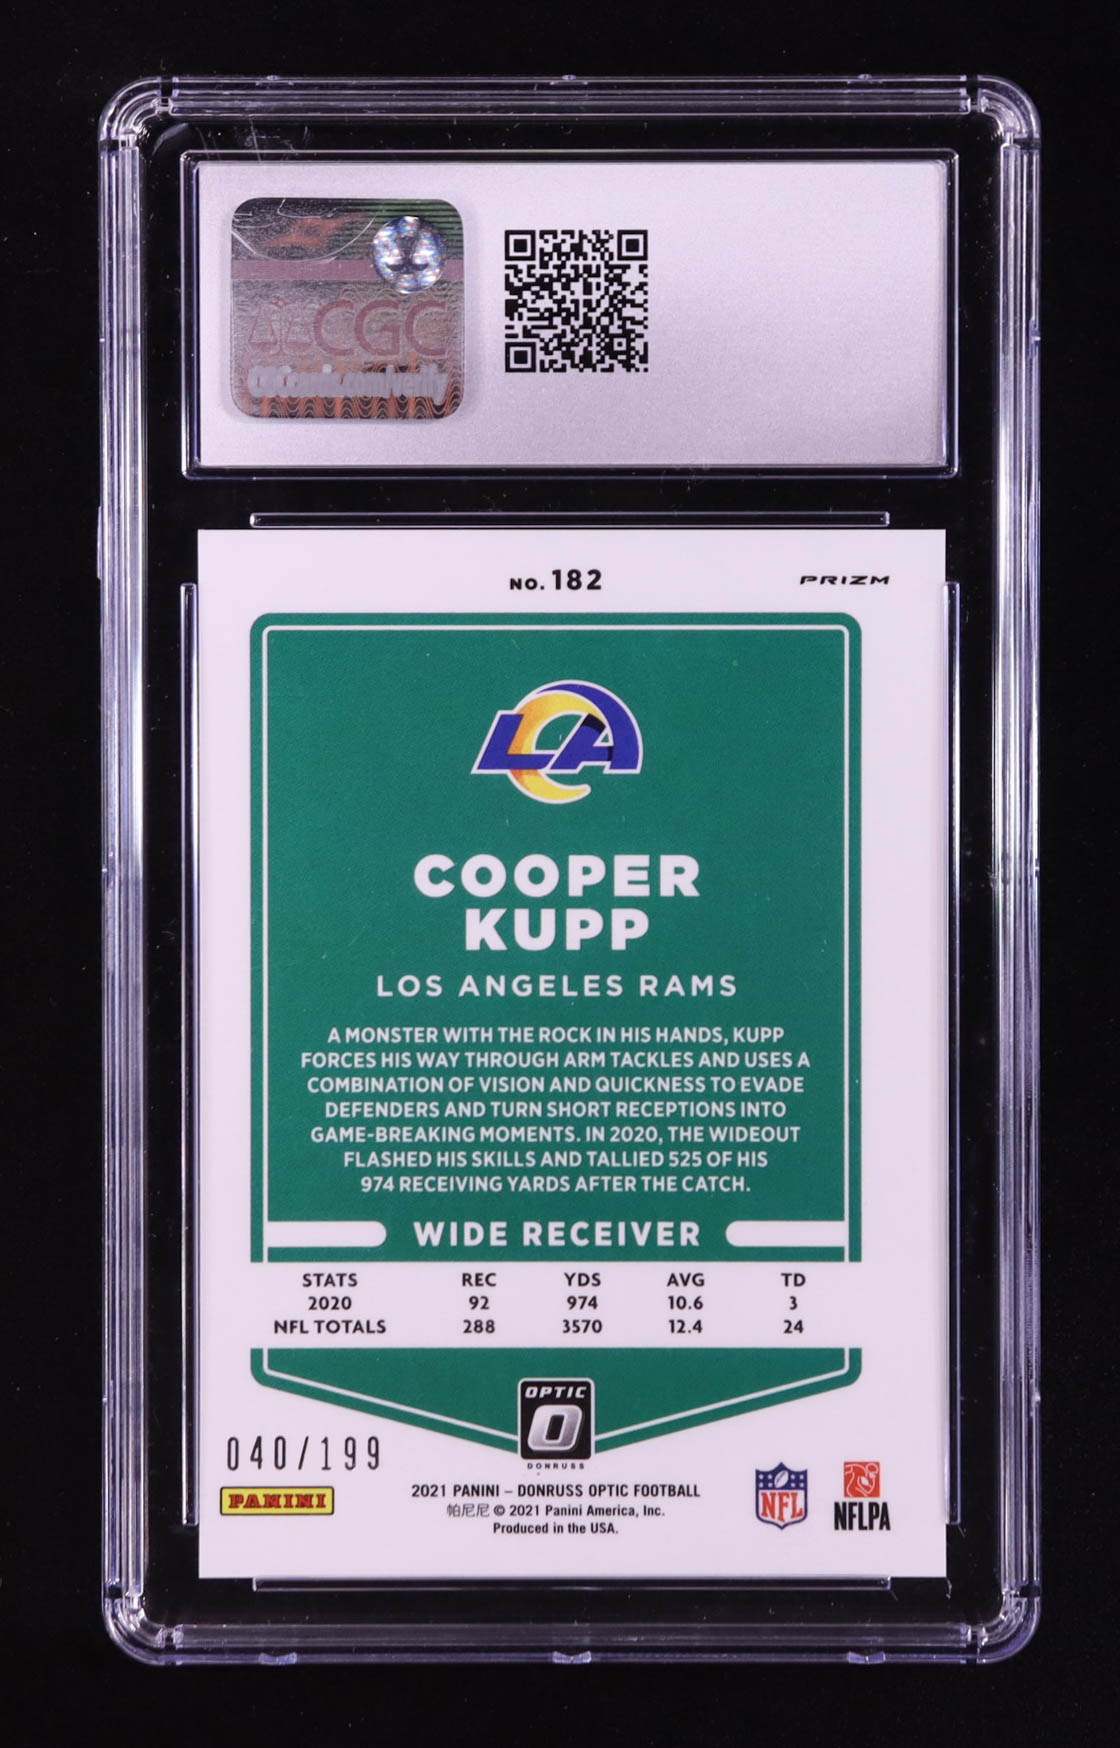 CGC
CGCcomics.com/verify
NO. 182
PRIZM
LA
COOPER
KUPP
LOS ANGELES RAMS
A MONSTER WITH THE ROCK IN HIS HANDS, KUPP
FORCES HIS WAY THROUGH ARM TACKLES AND USES A
COMBINATION OF VISION AND QUICKNESS TO EVADE
DEFENDERS AND TURN SHORT RECEPTIONS INTO
GAME-BREAKING MOMENTS. IN 2020, THE WIDEOUT
FLASHED HIS SKILLS AND TALLIED 525 OF HIS
974 RECEIVING YARDS AFTER THE CATCH.
WIDE RECEIVER
STATS REC YDS AVG TD
2020 92 974 10.6 3
NFL TOTALS 288 3570 12.4 24
OPTIC
O
DONRUSS
040/199
PANINI
2021 PANINI – DONRUSS OPTIC FOOTBALL
帕尼尼 © 2021 Panini America, Inc.
Produced in the USA.
NFL
NFLPA